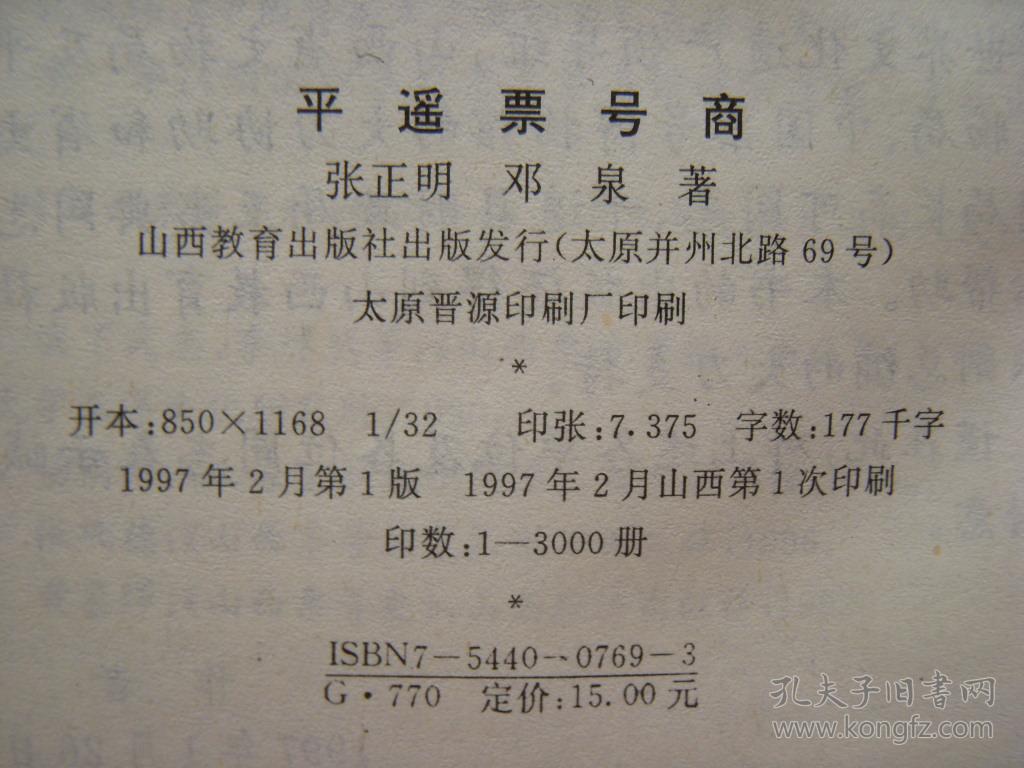 平遥票号商
张正明 邓泉 著
山西教育出版社出版发行(太原并州北路69号)
太原晋源印刷厂印刷
*
开本:850×1168 1/32 印张:7.375 字数:177千字
1997年2月第1版 1997年2月山西第1次印刷
印数:1—3000册
*
ISBN7-5440-0769-3
G·770 定价:15.00元
孔夫子旧书网
www.kongfz.com